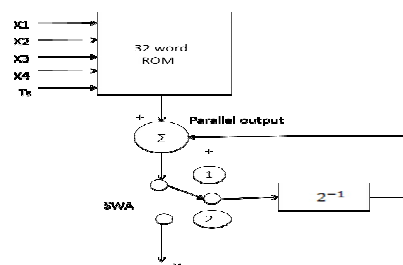 X1
X2
X3
X4
Ts
32 word
ROM
+
Parallel output
Σ
+
1
SWA
2
2⁻¹